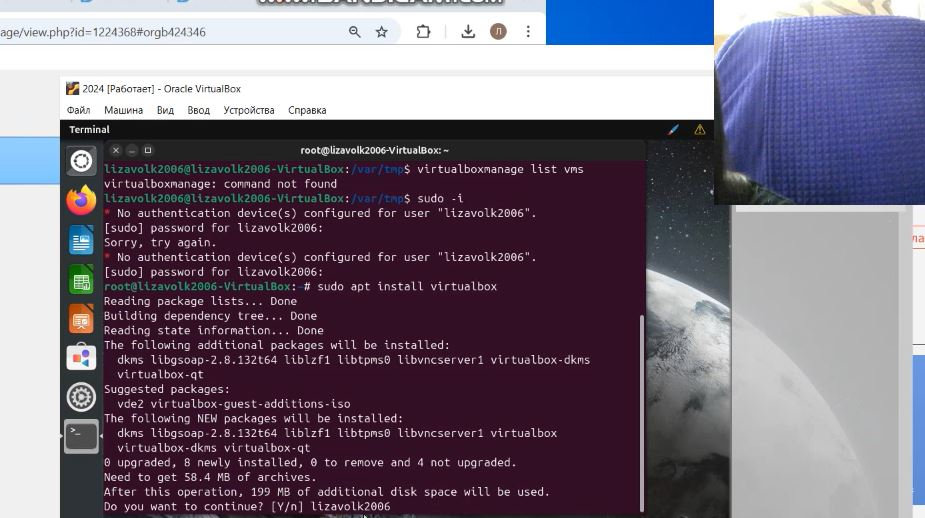 age/view.php?id=1224368#orgb424346
Л
2024 [Работает] - Oracle VirtualBox
Файл Машина Вид Ввод Устройства Справка
Terminal
root@lizavolk2006-VirtualBox: ~
lizavolk2006@lizavolk2006-VirtualBox:/var/tmp$ virtualboxmanage list vms
virtualboxmanage: command not found
lizavolk2006@lizavolk2006-VirtualBox:/var/tmp$ sudo -i
* No authentication device(s) configured for user "lizavolk2006".
[sudo] password for lizavolk2006:
Sorry, try again.
* No authentication device(s) configured for user "lizavolk2006".
[sudo] password for lizavolk2006:
root@lizavolk2006-VirtualBox:~# sudo apt install virtualbox
Reading package lists... Done
Building dependency tree... Done
Reading state information... Done
The following additional packages will be installed:
dkms libgsoap-2.8.132t64 liblzf1 libtpms0 libvncserver1 virtualbox-dkms
virtualbox-qt
Suggested packages:
vde2 virtualbox-guest-additions-iso
The following NEW packages will be installed:
dkms libgsoap-2.8.132t64 liblzf1 libtpms0 libvncserver1 virtualbox
virtualbox-dkms virtualbox-qt
0 upgraded, 8 newly installed, 0 to remove and 4 not upgraded.
Need to get 58.4 MB of archives.
After this operation, 199 MB of additional disk space will be used.
Do you want to continue? [Y/n] lizavolk2006